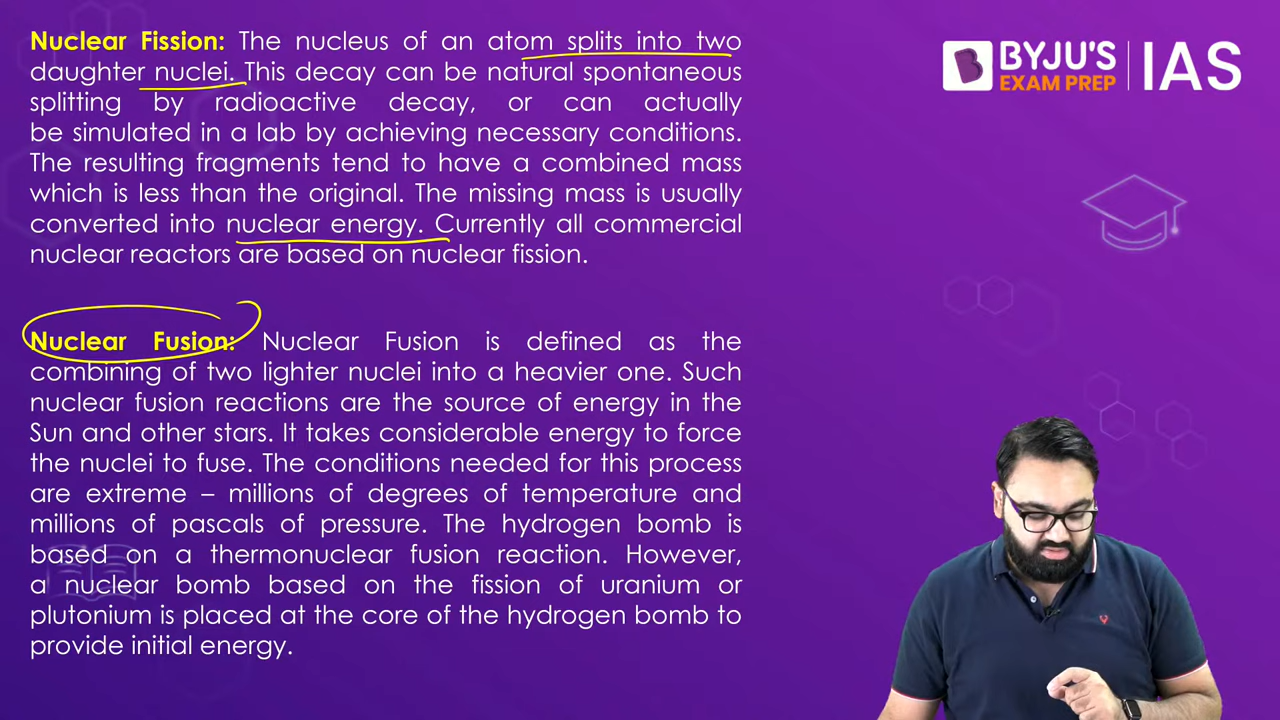 Nuclear Fission: The nucleus of an atom splits into two
daughter nuclei. This decay can be natural spontaneous
splitting by radioactive decay, or can actually
be simulated in a lab by achieving necessary conditions.
The resulting fragments tend to have a combined mass
which is less than the original. The missing mass is usually
converted into nuclear energy. Currently all commercial
nuclear reactors are based on nuclear fission.
Nuclear Fusion: Nuclear Fusion is defined as the
combining of two lighter nuclei into a heavier one. Such
nuclear fusion reactions are the source of energy in the
Sun and other stars. It takes considerable energy to force
the nuclei to fuse. The conditions needed for this process
are extreme – millions of degrees of temperature and
millions of pascals of pressure. The hydrogen bomb is
based on a thermonuclear fusion reaction. However,
a nuclear bomb based on the fission of uranium or
plutonium is placed at the core of the hydrogen bomb to
provide initial energy.
BYJU'S
EXAM PREP
IAS